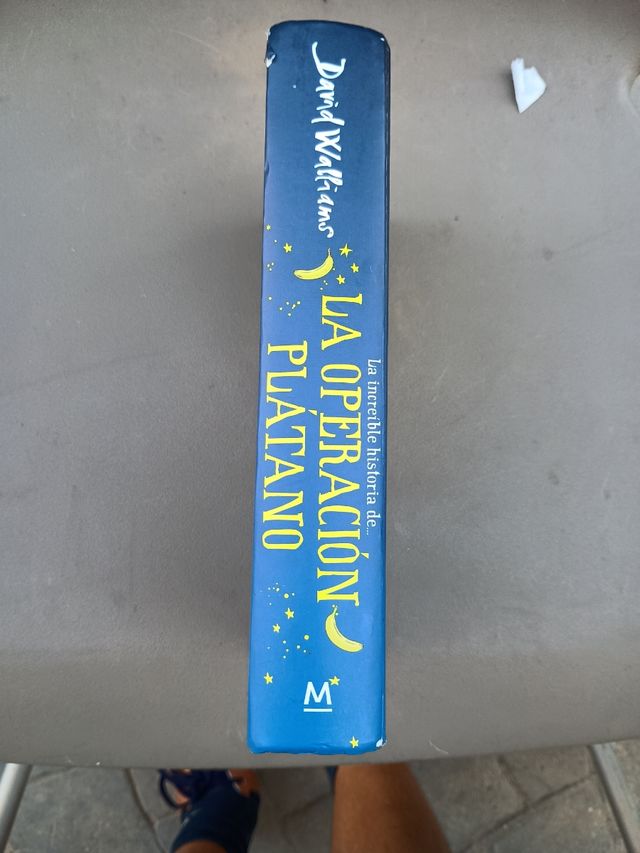 David Walliams
La increíble historia de...
LA OPERACIÓN
PLÁTANO
M